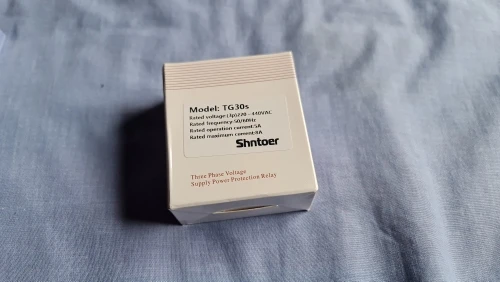 Model: TG30s
Rated voltage:(3p)220 - 440VAC
Rated frequency:50/60Hz
Rated operation current:5A
Rated maximum current:8A
Shntoer
Three Phase Voltage
Supply Power Protection Relay